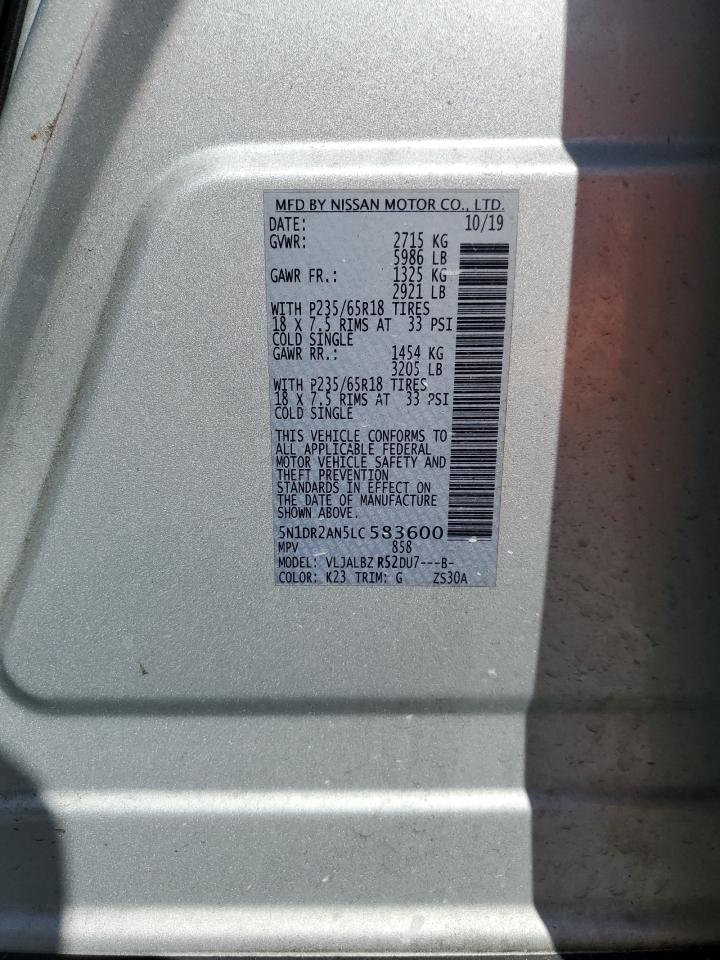 MFD BY NISSAN MOTOR CO., LTD.
DATE: 10/19
GVWR: 2715 KG
5986 LB
GAWR FR.: 1325 KG
2921 LB
WITH P235/65R18 TIRES
18 X 7.5 RIMS AT 33 PSI
COLD SINGLE
GAWR RR.: 1454 KG
3205 LB
WITH P235/65R18 TIRES
18 X 7.5 RIMS AT 33 PSI
COLD SINGLE
THIS VEHICLE CONFORMS TO
ALL APPLICABLE FEDERAL
MOTOR VEHICLE SAFETY AND
THEFT PREVENTION
STANDARDS IN EFFECT ON
THE DATE OF MANUFACTURE
SHOWN ABOVE.
5N1DR2AN5LC583600
MPV 858
MODEL: VLJALBZ R52DU7---B-
COLOR: K23 TRIM: G ZS30A